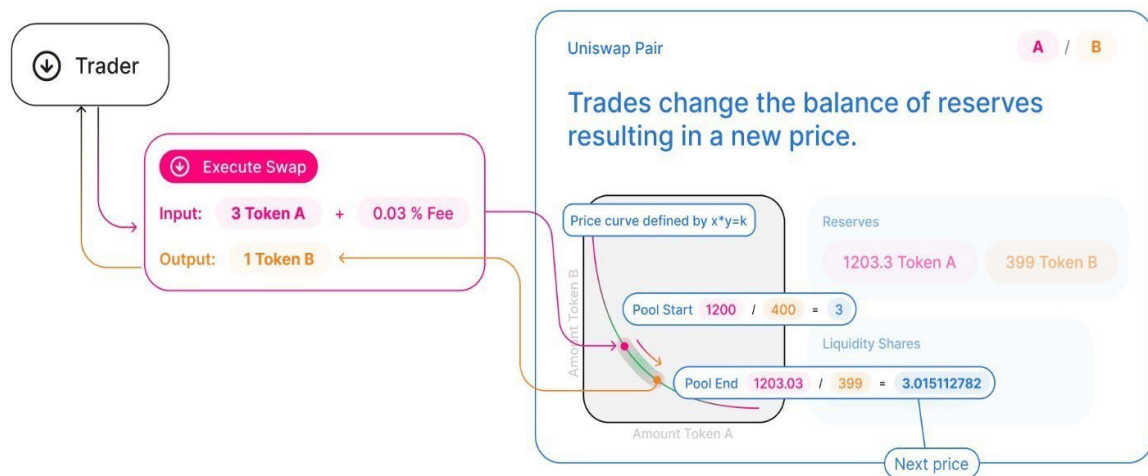 Trader
Execute Swap
Input: 3 Token A + 0.03 % Fee
Output: 1 Token B
Uniswap Pair
A / B
Trades change the balance of reserves
resulting in a new price.
Price curve defined by x*y=k
Amount Token B
Pool Start 1200 / 400 = 3
Pool End 1203.03 / 399 = 3.015112782
Amount Token A
Reserves
1203.3 Token A 399 Token B
Liquidity Shares
Next price